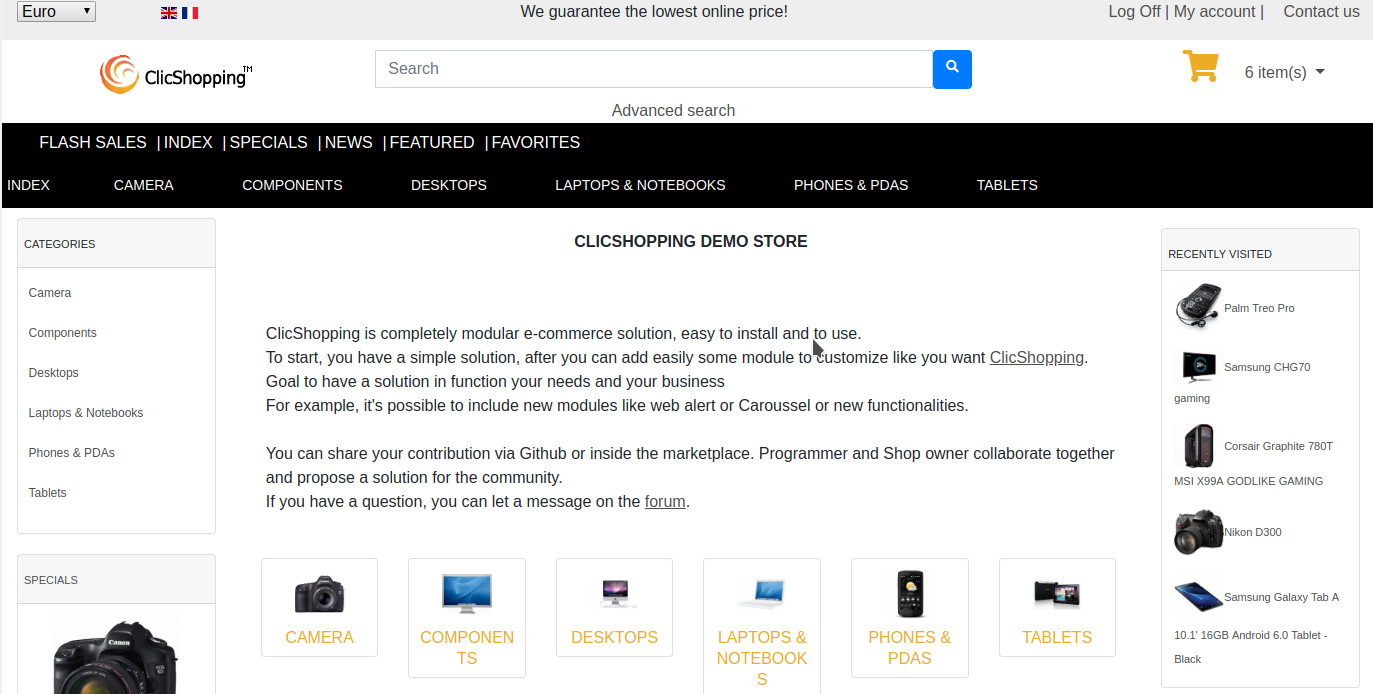 Euro
We guarantee the lowest online price!
Log Off | My account | Contact us
ClicShopping™
Search
6 item(s)
Advanced search
FLASH SALES | INDEX | SPECIALS | NEWS | FEATURED | FAVORITES
INDEX CAMERA COMPONENTS DESKTOPS LAPTOPS & NOTEBOOKS PHONES & PDAS TABLETS
CATEGORIES
Camera
Components
Desktops
Laptops & Notebooks
Phones & PDAs
Tablets
SPECIALS
Canon
CLICSHOPPING DEMO STORE
ClicShopping is completely modular e-commerce solution, easy to install and to use.
To start, you have a simple solution, after you can add easily some module to customize like you want ClicShopping.
Goal to have a solution in function your needs and your business
For example, it's possible to include new modules like web alert or Caroussel or new functionalities.
You can share your contribution via Github or inside the marketplace. Programmer and Shop owner collaborate together
and propose a solution for the community.
If you have a question, you can let a message on the forum.
CAMERA
COMPONEN
TS
DESKTOPS
LAPTOPS &
NOTEBOOK
S
PHONES &
PDAS
TABLETS
RECENTLY VISITED
Palm Treo Pro
Samsung CHG70
gaming
Corsair Graphite 780T
MSI X99A GODLIKE GAMING
Nikon D300
Samsung Galaxy Tab A
10.1' 16GB Android 6.0 Tablet -
Black